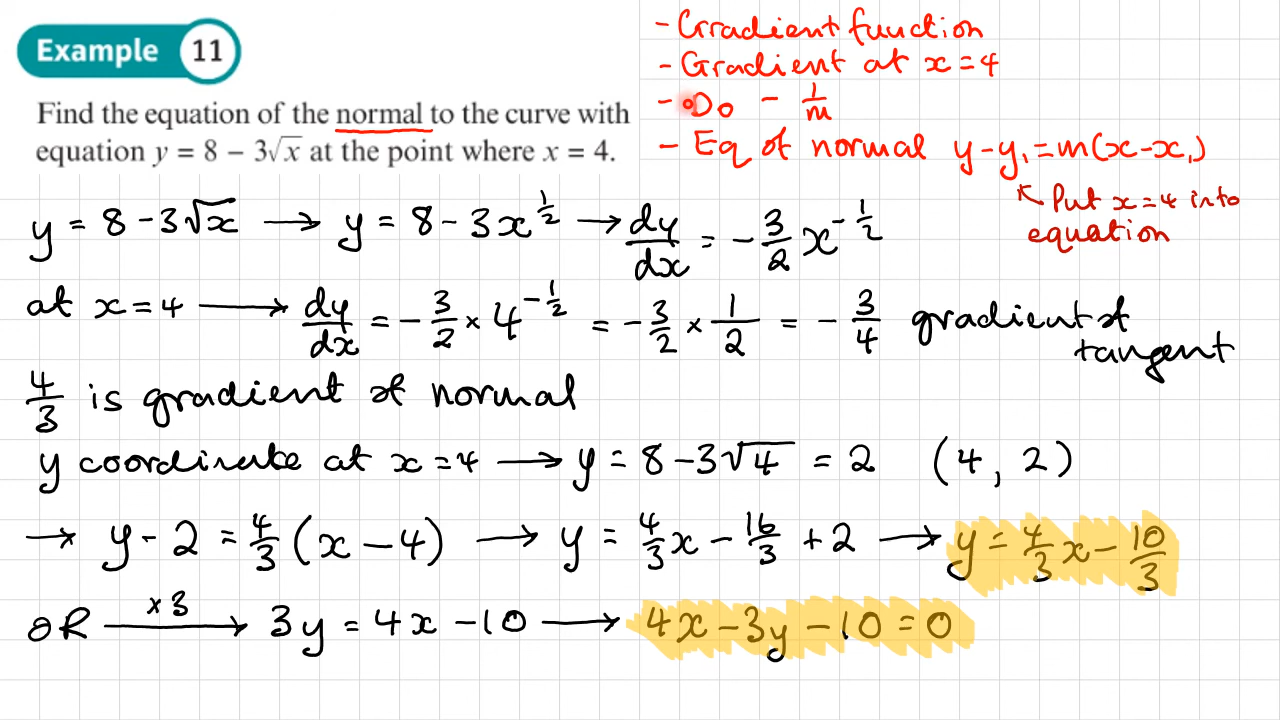 Example 11
Find the equation of the normal to the curve with
equation y = 8 − 3√x at the point where x = 4.
- Gradient function
- Gradient at x = 4
- Do - 1/m
- Eq of normal y - y₁ = m(x - x₁)
↖ Put x = 4 into
equation
y = 8 - 3√x → y = 8 - 3x^(1/2) → dy/dx = -3/2 x^(-1/2)
at x = 4 → dy/dx = -3/2 × 4^(-1/2) = -3/2 × 1/2 = -3/4 gradient of
tangent
4/3 is gradient of normal
y coordinate at x = 4 → y = 8 - 3√4 = 2 (4, 2)
→ y - 2 = 4/3 (x - 4) → y = 4/3 x - 16/3 + 2 → y = 4/3 x - 10/3
OR ×3 → 3y = 4x - 10 → 4x - 3y - 10 = 0